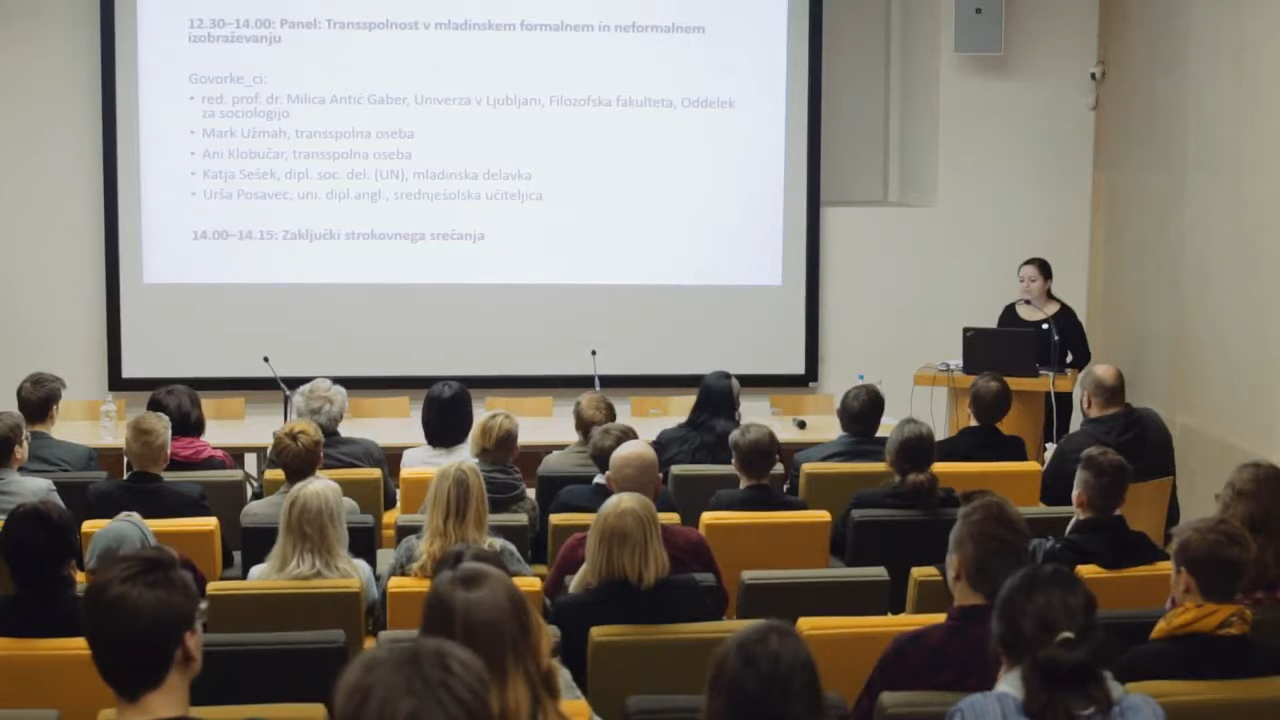 12.30–14.00: Panel: Transspolnost v mladinskem formalnem in neformalnem
izobraževanju
Govorke_ci:
• red. prof. dr. Milica Antić Gaber, Univerza v Ljubljani, Filozofska fakulteta, Oddelek
za sociologijo
• Mark Užmah, transspolna oseba
• Ani Klobučar, transspolna oseba
• Katja Sešek, dipl. soc. del. (UN), mladinska delavka
• Urša Posavec, uni. dipl.angl., srednješolska učiteljica
14.00–14.15: Zaključki strokovnega srečanja